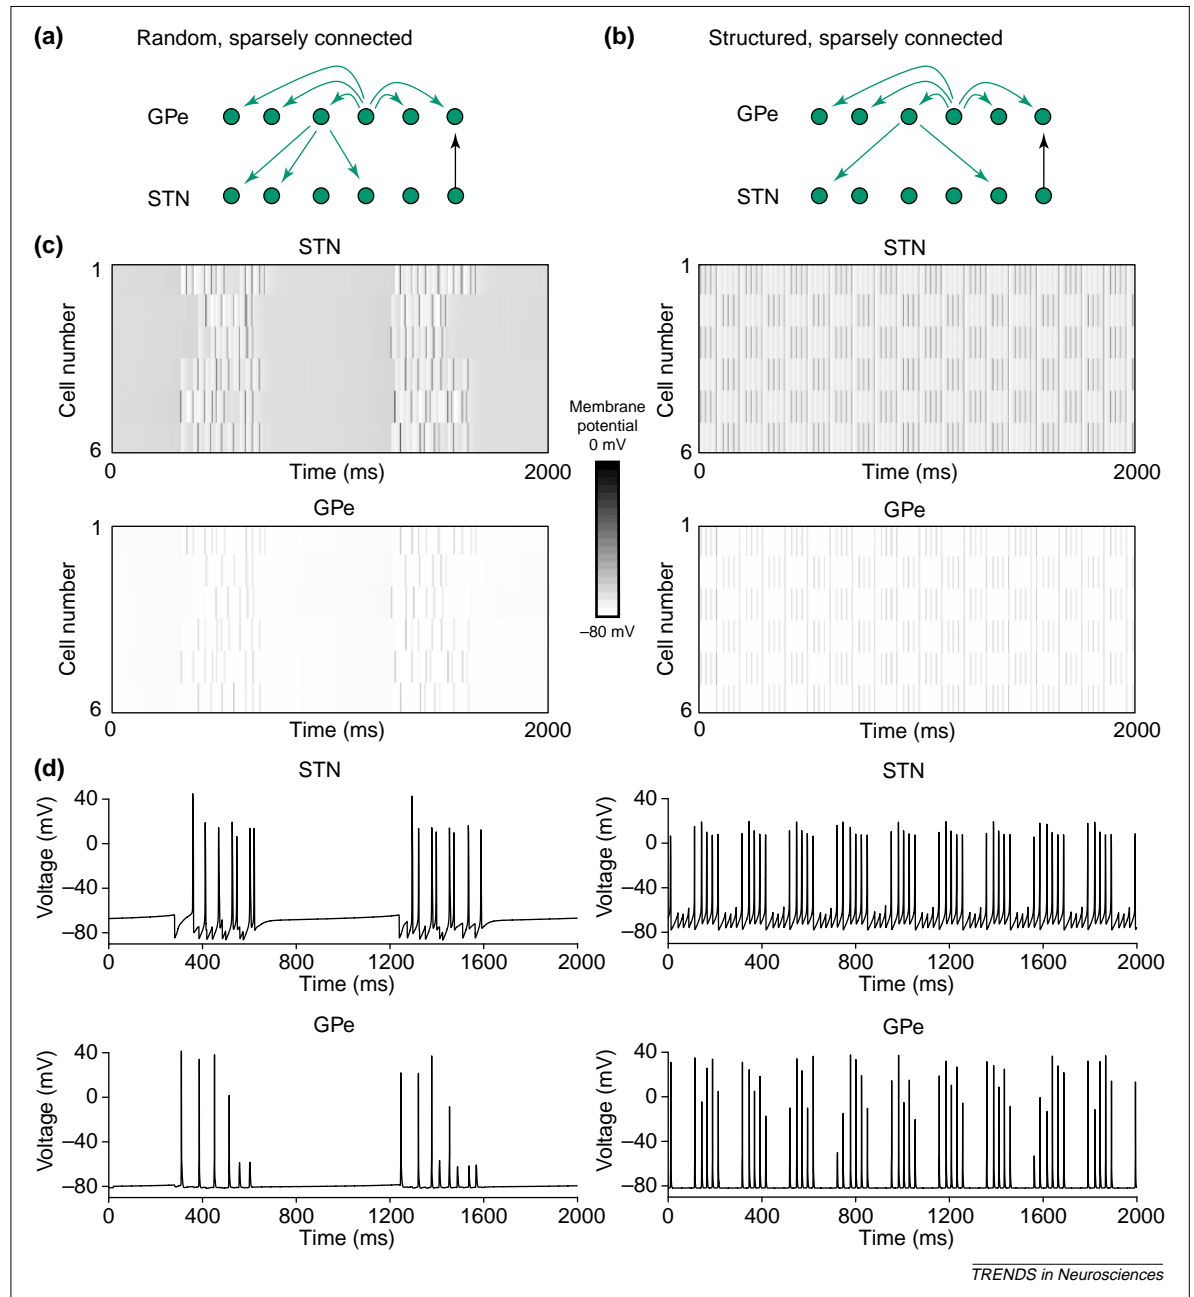 (a) Random, sparsely connected
GPe
STN
(b) Structured, sparsely connected
GPe
STN
(c)
STN
Cell number
1
6
0
Time (ms)
2000
STN
Cell number
1
6
0
Time (ms)
2000
Membrane
potential
0 mV
–80 mV
GPe
Cell number
1
6
0
Time (ms)
2000
GPe
Cell number
1
6
0
Time (ms)
2000
(d)
STN
Voltage (mV)
40
0
–40
–80
0 400 800 1200 1600 2000
Time (ms)
STN
Voltage (mV)
40
0
–40
–80
0 400 800 1200 1600 2000
Time (ms)
GPe
Voltage (mV)
40
0
–40
–80
0 400 800 1200 1600 2000
Time (ms)
GPe
Voltage (mV)
40
0
–40
–80
0 400 800 1200 1600 2000
Time (ms)
TRENDS in Neurosciences